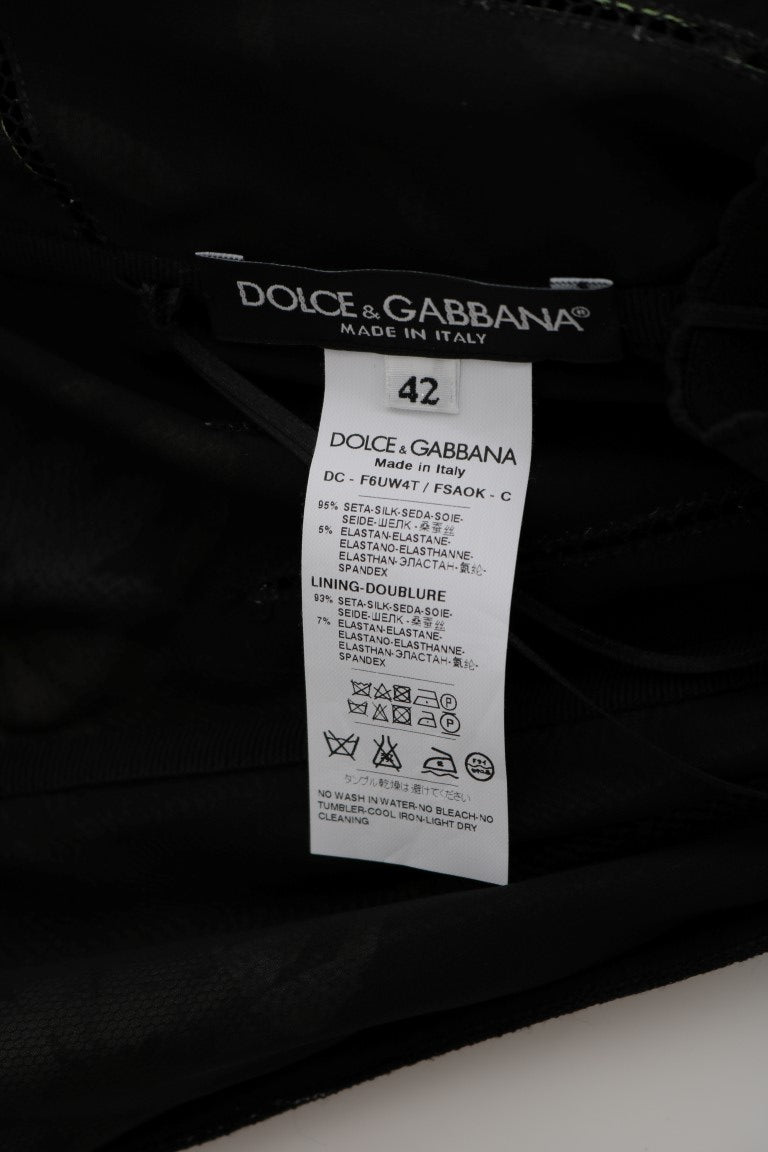 DOLCE & GABBANA®
MADE IN ITALY
42
DOLCE & GABBANA
Made in Italy
DC - F6UW4T / FSAOK - C
95% SETA-SILK-SEDA-SOIE-
SEIDE-ШЕЛК-桑蚕丝
5% ELASTAN-ELASTANE-
ELASTANO-ELASTHANNE-
ELASTHAN-ЭЛАСТАН-氨纶-
SPANDEX
LINING-DOUBLURE
93% SETA-SILK-SEDA-SOIE-
SEIDE-ШЕЛК-桑蚕丝
7% ELASTAN-ELASTANE-
ELASTANO-ELASTHANNE-
ELASTHAN-ЭЛАСТАН-氨纶-
SPANDEX
P
P
ドライ
タンブル乾燥は避けてください
NO WASH IN WATER-NO BLEACH-NO
TUMBLER-COOL IRON-LIGHT DRY
CLEANING